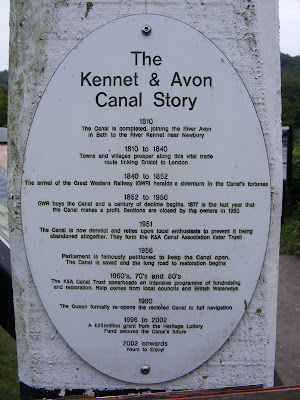 The
Kennet & Avon
Canal Story
1810
The Canal is completed, joining the River Avon
in Bath to the River Kennet near Newbury
1810 to 1840
Towns and villages prosper along this vital trade
route linking Bristol to London
1840 to 1852
The arrival of the Great Western Railway (GWR) heralds a downturn in the Canal's fortunes
1852 to 1950
GWR buys the Canal and a century of decline begins. 1877 is the last year that
the Canal makes a profit. Sections are closed by the owners in 1950
1951
The Canal is now derelict and relies upon local enthusiasts to prevent it being
abandoned altogether. They form the K&A Canal Association (later Trust)
1956
Parliament is famously petitioned to keep the Canal open.
The Canal is saved and the long road to restoration begins
1960's, 70's and 80's
The K&A Canal Trust spearheads an intensive programme of fundraising
and restoration. Help comes from local councils and British Waterways
1990
The Queen formally re-opens the restored Canal to full navigation
1996 to 2002
A £25million grant from the Heritage Lottery
Fund secures the Canal's future
2002 onwards
Yours to Enjoy!